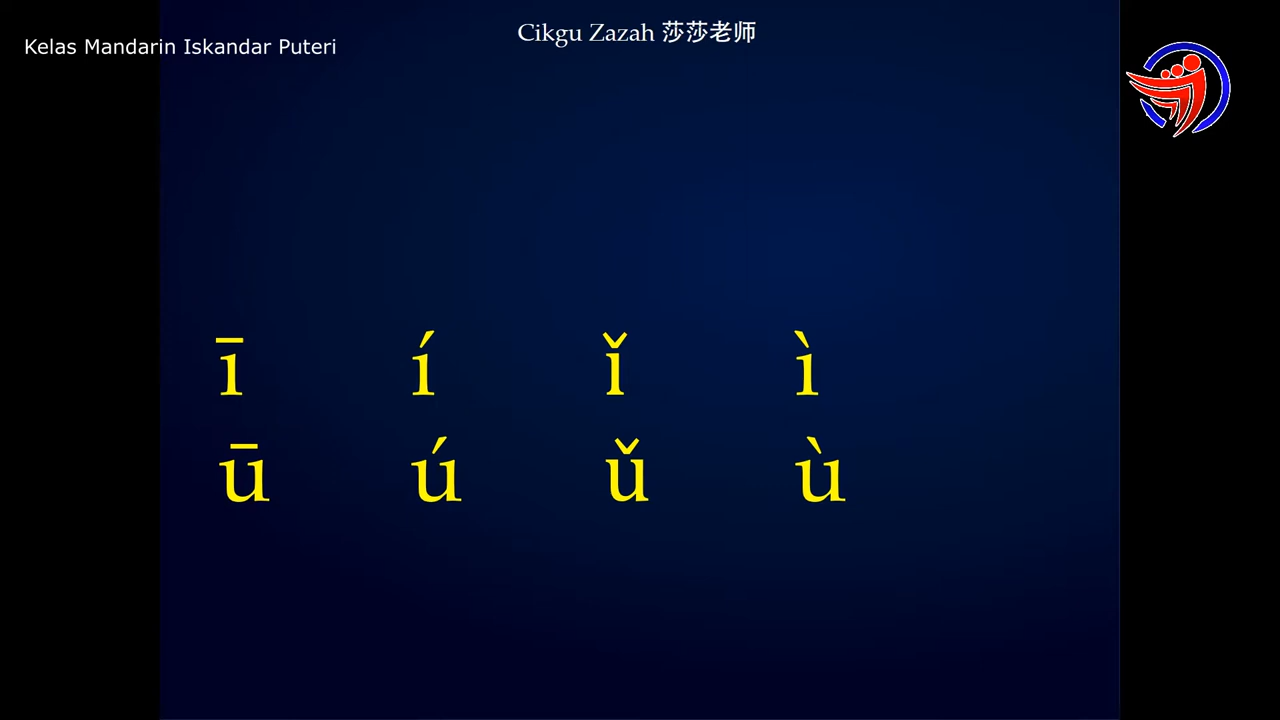 Cikgu Zazah 莎莎老师
Kelas Mandarin Iskandar Puteri
ī í ǐ ì
ū ú ǔ ù